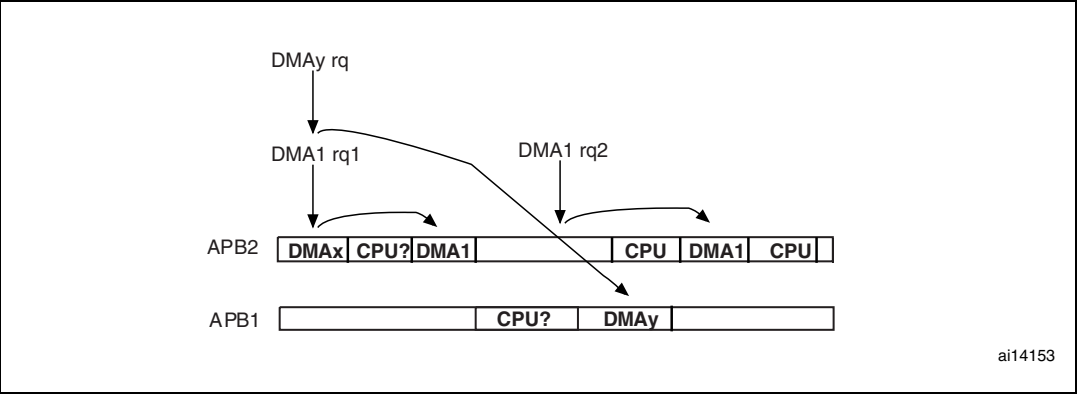 DMAy rq
DMA1 rq1
DMA1 rq2
APB2 DMAx CPU? DMA1 CPU DMA1 CPU
APB1 CPU? DMAy
ai14153